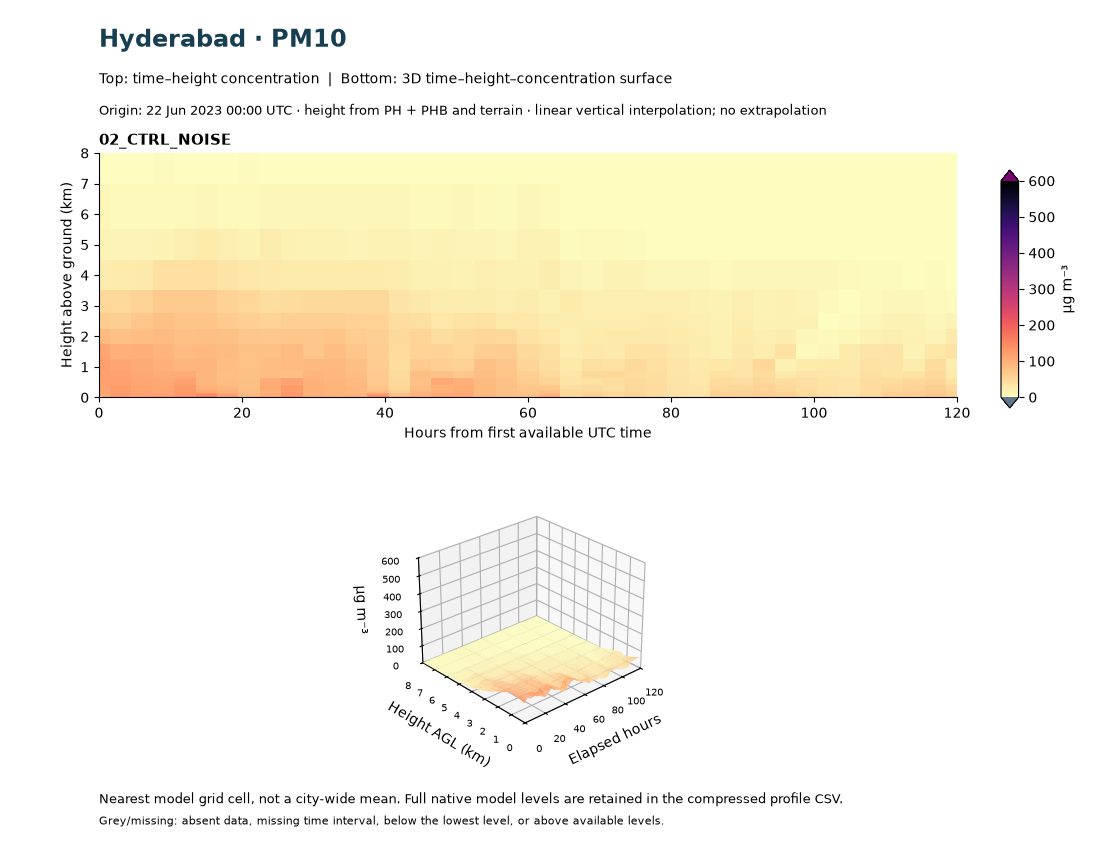 Hyderabad · PM10
Top: time–height concentration | Bottom: 3D time–height–concentration surface
Origin: 22 Jun 2023 00:00 UTC · height from PH + PHB and terrain · linear vertical interpolation; no extrapolation
02_CTRL_NOISE
8
7
6
5
4
3
2
1
0
Height above ground (km)
0 20 40 60 80 100 120
Hours from first available UTC time
600
500
400
300
200
100
0
µg m⁻³
600
500
400
300
200
100
0
µg m⁻³
8 7 6 5 4 3 2 1 0
Height AGL (km)
0 20 40 60 80 100 120
Elapsed hours
Nearest model grid cell, not a city-wide mean. Full native model levels are retained in the compressed profile CSV.
Grey/missing: absent data, missing time interval, below the lowest level, or above available levels.